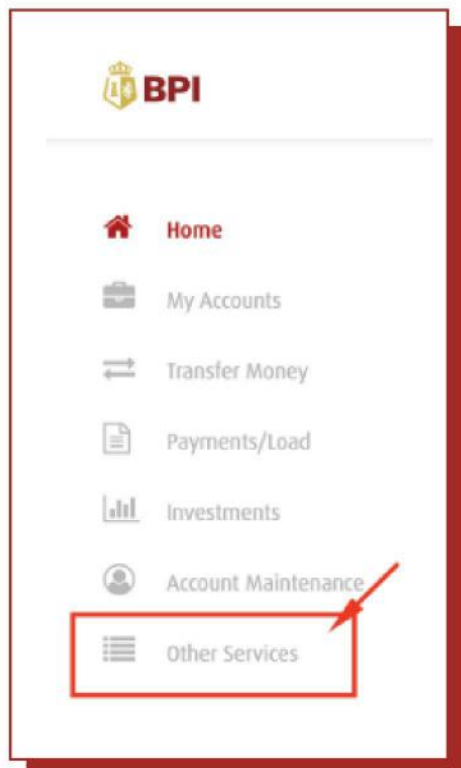 BPI
Home
My Accounts
Transfer Money
Payments/Load
Investments
Account Maintenance
Other Services